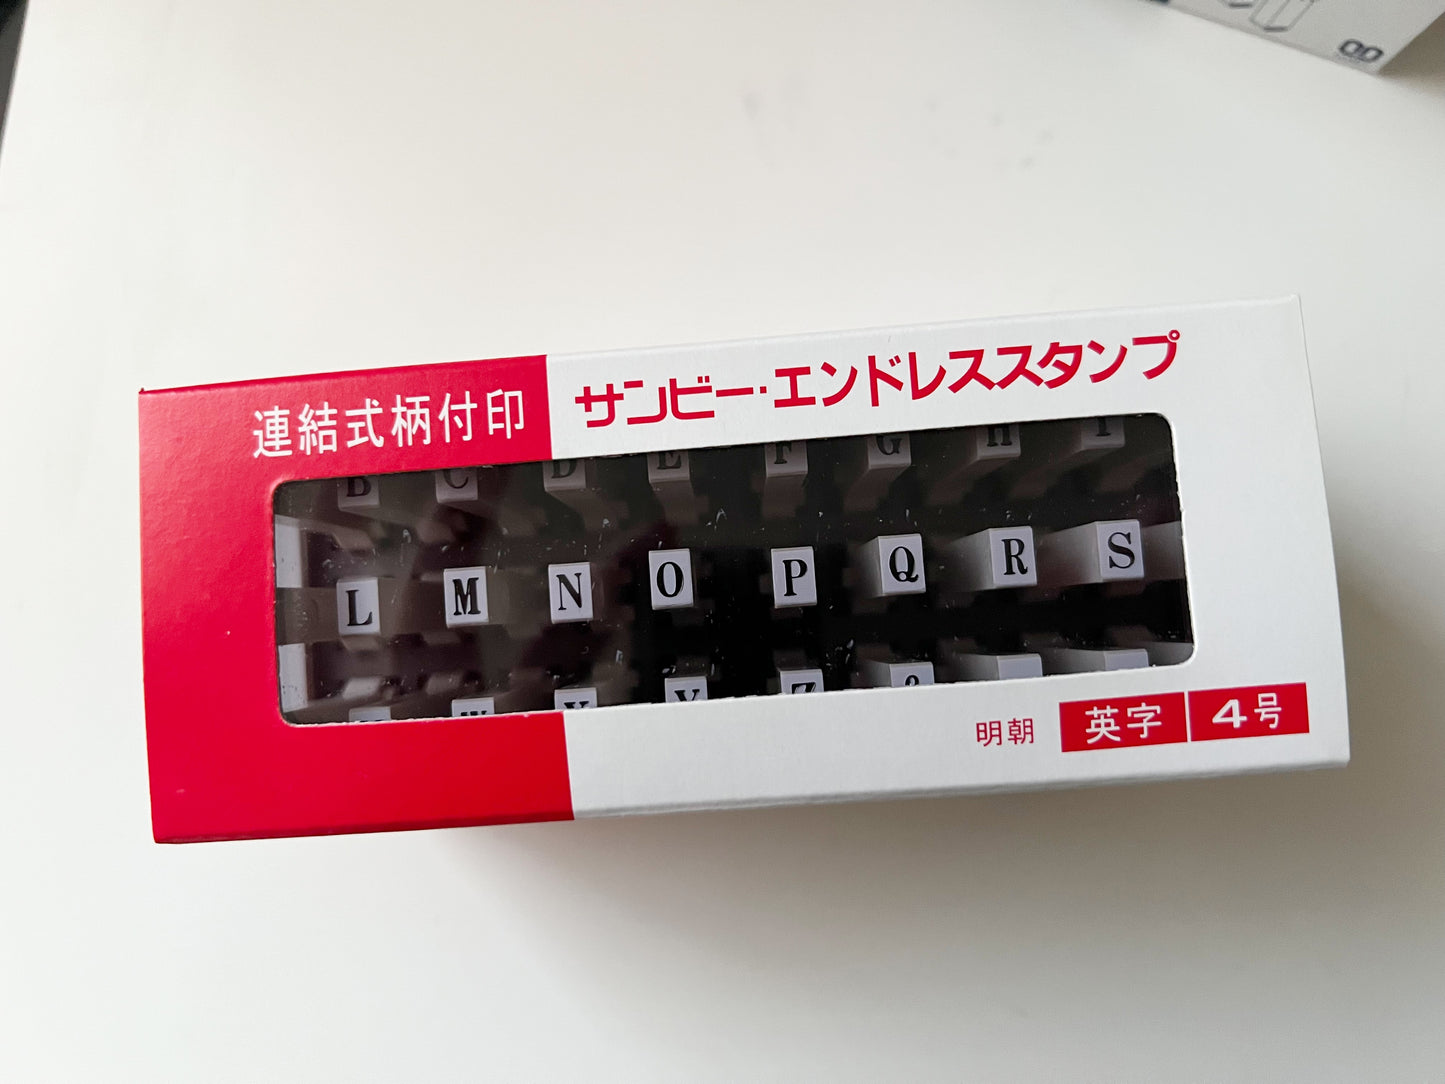 連結式柄付印
サンビー・エンドレススタンプ
B C D E F G H I
L M N O P Q R S
W X Y Z &
明朝 英字 4号